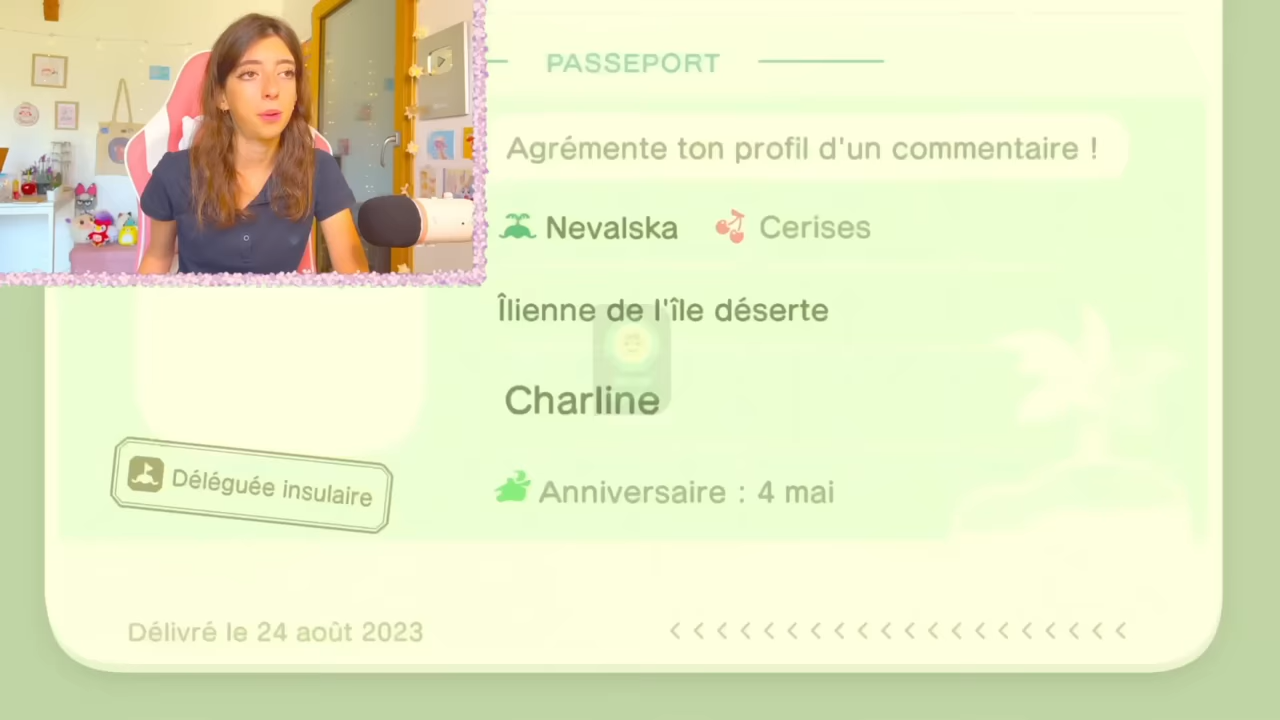 PASSEPORT
Agrémente ton profil d'un commentaire !
Nevalska Cerises
Îlienne de l'île déserte
Charline
Déléguée insulaire
Anniversaire : 4 mai
Délivré le 24 août 2023 < < < < < < < < < < < < < < < < < < < <